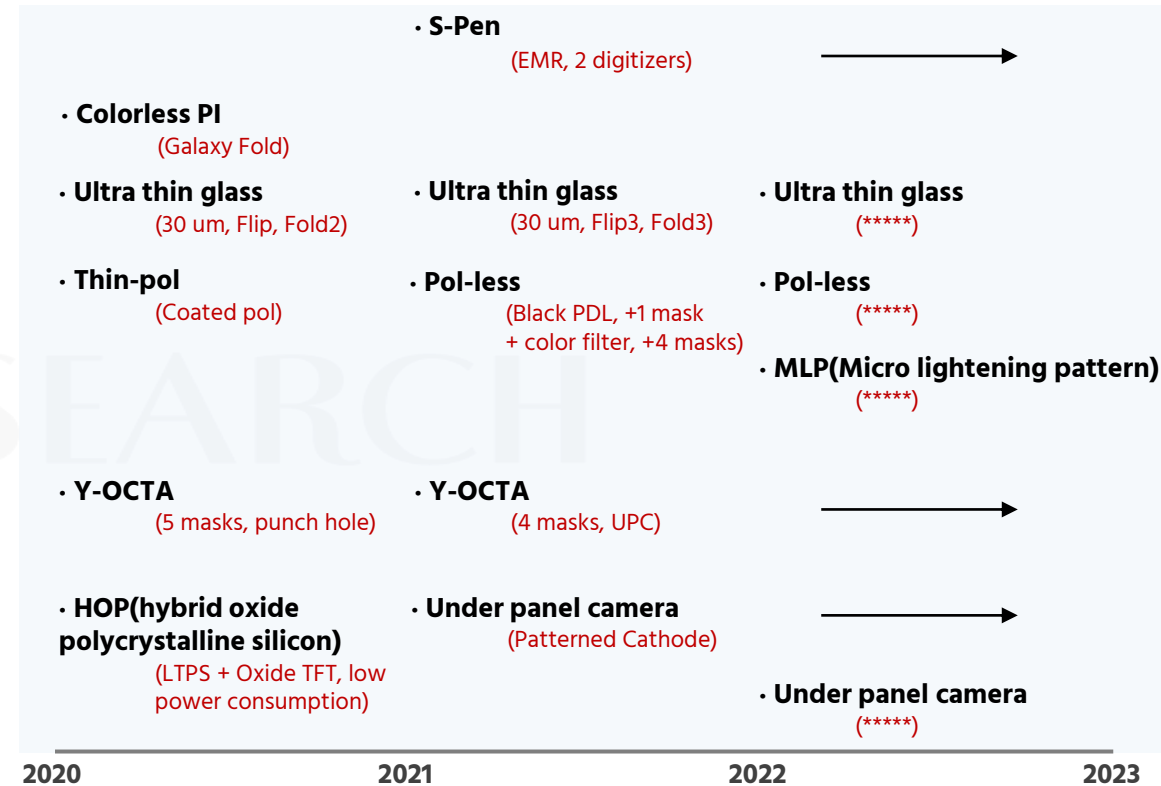 · S-Pen
(EMR, 2 digitizers)
· Colorless PI
(Galaxy Fold)
· Ultra thin glass
(30 um, Flip, Fold2)
· Ultra thin glass
(30 um, Flip3, Fold3)
· Ultra thin glass
(*****)
· Thin-pol
(Coated pol)
· Pol-less
(Black PDL, +1 mask
+ color filter, +4 masks)
· Pol-less
(*****)
· MLP(Micro lightening pattern)
(*****)
SEARCH
· Y-OCTA
(5 masks, punch hole)
· Y-OCTA
(4 masks, UPC)
· HOP(hybrid oxide
polycrystalline silicon)
(LTPS + Oxide TFT, low
power consumption)
· Under panel camera
(Patterned Cathode)
· Under panel camera
(*****)
2020
2021
2022
2023